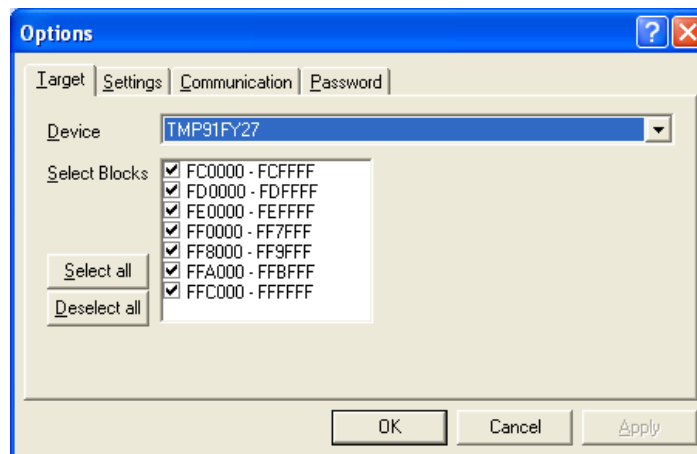 Options
Target Settings Communication Password
Device TMP91FY27
Select Blocks FC0000 - FCFFFF
FD0000 - FDFFFF
FE0000 - FEFFFF
FF0000 - FF7FFF
FF8000 - FF9FFF
FFA000 - FFBFFF
FFC000 - FFFFFF
Select all
Deselect all
OK Cancel Apply